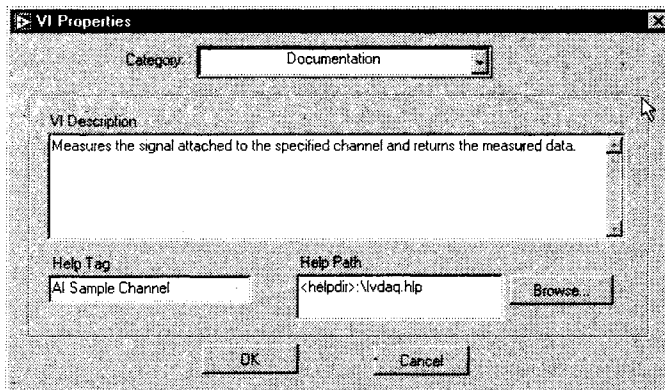 VI Properties
Category: Documentation
VI Description
Measures the signal attached to the specified channel and returns the measured data.
Help Tag
Help Path
AI Sample Channel
<helpdir>:\lvdaq.hlp
Browse...
OK
Cancel